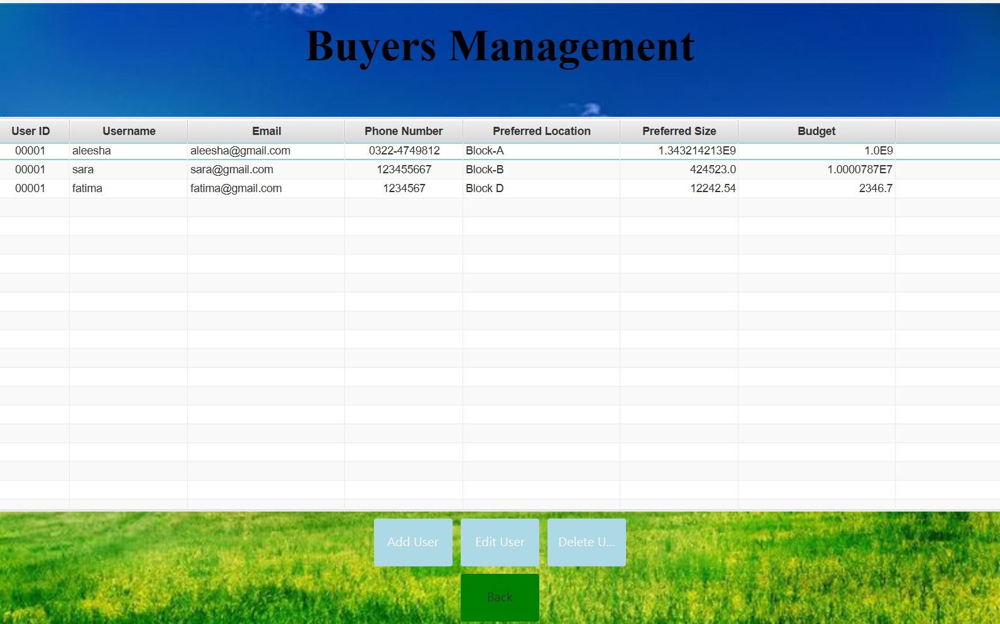 Buyers Management
User ID Username Email Phone Number Preferred Location Preferred Size Budget
00001 aleesha aleesha@gmail.com 0322-4749812 Block-A 1.343214213E9 1.0E9
00001 sara sara@gmail.com 123455667 Block-B 424523.0 1.0000787E7
00001 fatima fatima@gmail.com 1234567 Block D 12242.54 2346.7
Add User Edit User Delete U...
Back